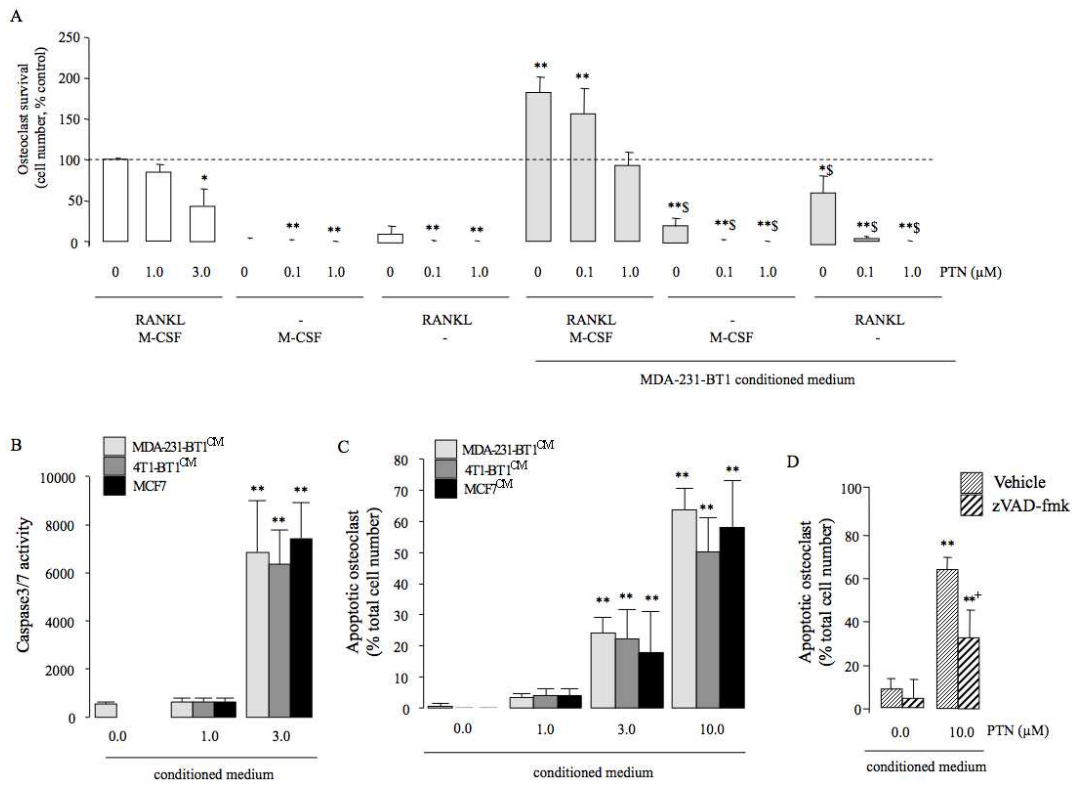 A
Osteoclast survival
(cell number, % control)
250
200
150
100
50
0
** **
*
** ** ** **
**$ **$ **$
*$ **$ **$
0 1.0 3.0 0 0.1 1.0 0 0.1 1.0 0 0.1 1.0 0 0.1 1.0 0 0.1 1.0 PTN (µM)
RANKL - RANKL RANKL - RANKL
M-CSF M-CSF - M-CSF M-CSF -
MDA-231-BT1 conditioned medium
B
MDA-231-BT1CM
4T1-BT1CM
MCF7
Caspase3/7 activity
10000
8000
6000
4000
2000
0
** ** **
0.0 1.0 3.0
conditioned medium
C
MDA-231-BT1CM
4T1-BT1CM
MCF7CM
Apoptotic osteoclast
(% total cell number)
80
70
60
50
40
30
20
10
0
** ** **
** ** **
0.0 1.0 3.0 10.0
conditioned medium
D
Vehicle
zVAD-fmk
Apoptotic osteoclast
(% total cell number)
100
80
60
40
20
0
**
**+
0.0 10.0 PTN (µM)
conditioned medium